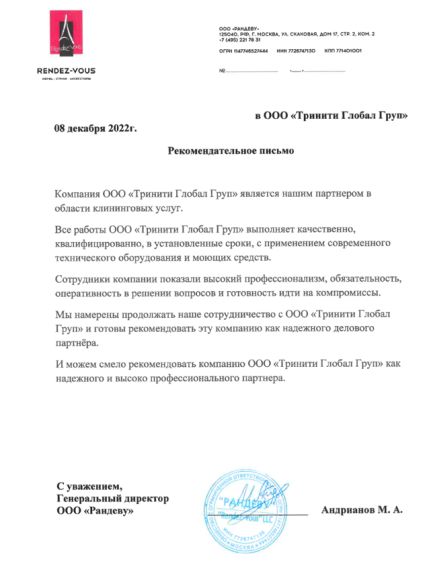 Rendez-Vous
RENDEZ-VOUS
ООО «РАНДЕВУ»
125040, РФ, Г. МОСКВА, УЛ. СКАКОВАЯ, ДОМ 17, СТР. 2, КОМ. 2
+7 (495) 221 78 31
ОГРН 1147746527444 ИНН 7728747130 КПП 771401001
№
в ООО «Тринити Глобал Груп»
08 декабря 2022г.
Рекомендательное письмо
Компания ООО «Тринити Глобал Груп» является нашим партнером в
области клининговых услуг.
Все работы ООО «Тринити Глобал Груп» выполняет качественно,
квалифицированно, в установленные сроки, с применением современного
технического оборудования и моющих средств.
Сотрудники компании показали высокий профессионализм, обязательность,
оперативность в решении вопросов и готовность идти на компромиссы.
Мы намерены продолжать наше сотрудничество с ООО «Тринити Глобал
Груп» и готовы рекомендовать эту компанию как надежного делового
партнёра.
И можем смело рекомендовать компанию ООО «Тринити Глобал Груп» как
надежного и высоко профессионального партнера.
С уважением,
Генеральный директор
ООО «Рандеву»
"РАНДЕВУ"
"Rendez-Vous" LLC
Андрианов М. А.